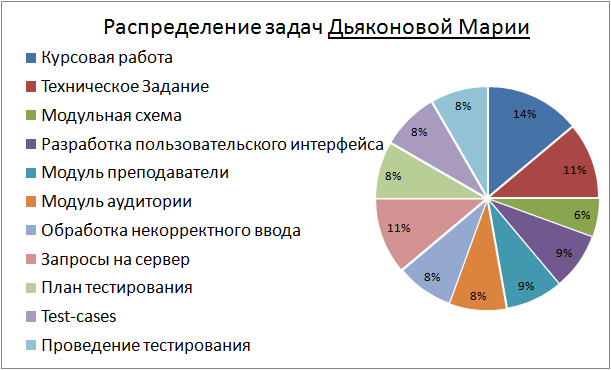 Распределение задач Дьяконовой Марии
Курсовая работа
Техническое Задание
Модульная схема
Разработка пользовательского интерфейса
Модуль преподаватели
Модуль аудитории
Обработка некорректного ввода
Запросы на сервер
План тестирования
Test-cases
Проведение тестирования
14%
11%
6%
9%
9%
8%
8%
11%
8%
8%
8%